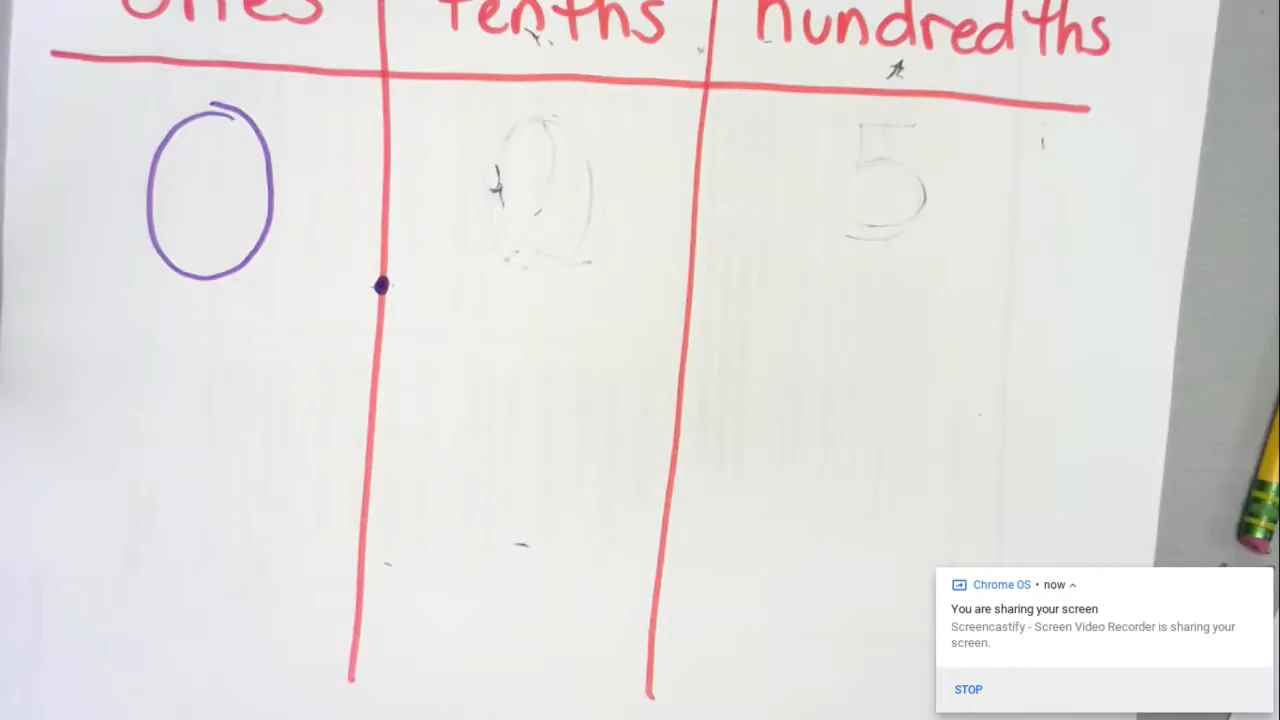 ones tenths hundredths
0 . 5
Chrome OS • now
You are sharing your screen
Screencastify - Screen Video Recorder is sharing your
screen.
STOP